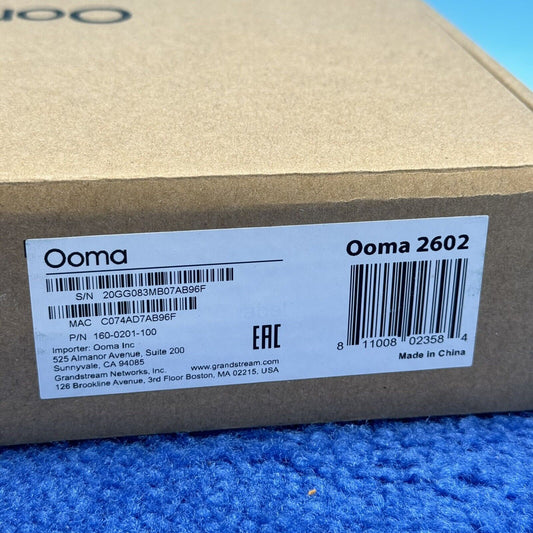 Ooma
Ooma 2602
S/N 20GG083MB07AB96F
MAC C074AD7AB96F
P/N 160-0201-100
Importer: Ooma Inc
525 Almanor Avenue, Suite 200
Sunnyvale, CA 94085
Grandstream Networks, Inc.
www.grandstream.com
126 Brookline Avenue, 3rd Floor Boston, MA 02215, USA
EAC
8 11008 02358 4
Made in China